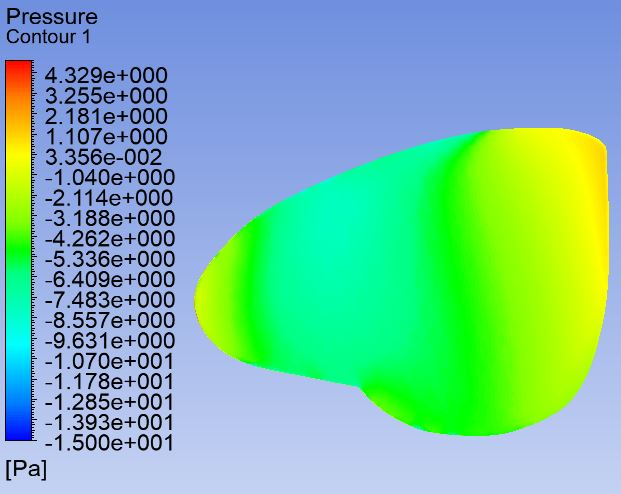 Pressure
Contour 1
4.329e+000
3.255e+000
2.181e+000
1.107e+000
3.356e-002
-1.040e+000
-2.114e+000
-3.188e+000
-4.262e+000
-5.336e+000
-6.409e+000
-7.483e+000
-8.557e+000
-9.631e+000
-1.070e+001
-1.178e+001
-1.285e+001
-1.393e+001
-1.500e+001
[Pa]